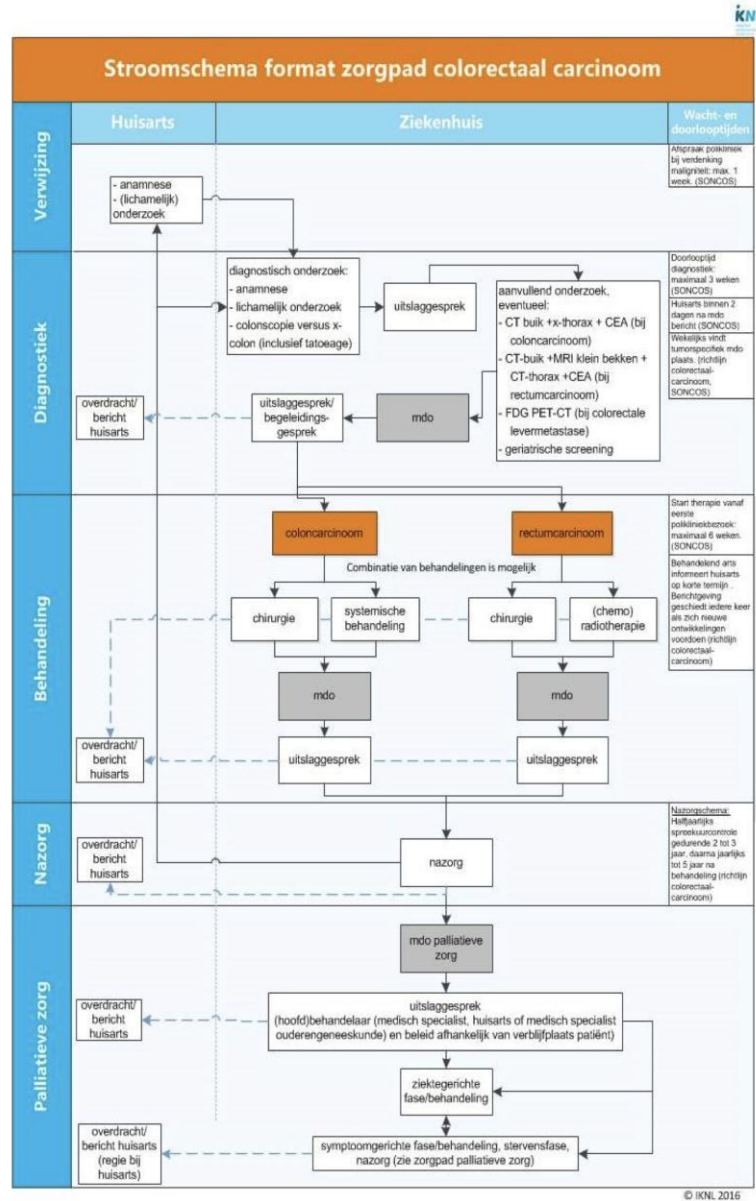 iKN
Stroomschema format zorgpad colorectaal carcinoom
Huisarts
Ziekenhuis
Wacht- en
doorlooptijden
Verwijzing
- anamnese
- (lichamelijk)
onderzoek
Afspraak polikliniek
bij verdenking
maligniteit: max. 1
week. (SONCOS)
Diagnostiek
diagnostisch onderzoek:
- anamnese
- lichamelijk onderzoek
- colonscopie versus x-
colon (inclusief tatoeage)
uitslaggesprek
aanvullend onderzoek,
eventueel:
- CT buik +x-thorax + CEA (bij
coloncarcinoom)
- CT-buik +MRI klein bekken +
CT-thorax +CEA (bij
rectumcarcinoom)
- FDG PET-CT (bij colorectale
levermetastase)
- geriatrische screening
mdo
uitslaggesprek/
begeleidings-
gesprek
overdracht/
bericht
huisarts
Doorlooptijd
diagnostiek:
maximaal 3 weken
(SONCOS)
Huisarts binnen 2
dagen na mdo
bericht (SONCOS)
Wekelijks vindt
tumorspecifiek mdo
plaats. (richtlijn
colorectaal-
carcinoom,
SONCOS)
Behandeling
coloncarcinoom
rectumcarcinoom
Combinatie van behandelingen is mogelijk
chirurgie
systemische
behandeling
chirurgie
(chemo)
radiotherapie
mdo
mdo
overdracht/
bericht
huisarts
uitslaggesprek
uitslaggesprek
Start therapie vanaf
eerste
polikliniekbezoek:
maximaal 6 weken.
(SONCOS)
Behandelend arts
informeert huisarts
op korte termijn .
Berichtgeving
geschiedt iedere keer
als zich nieuwe
ontwikkelingen
voordoen (richtlijn
colorectaal-
carcinoom)
Nazorg
overdracht/
bericht
huisarts
nazorg
Nazorgschema:
Halfjaarlijks
spreekuurcontrole
gedurende 2 tot 3
jaar, daarna jaarlijks
tot 5 jaar na
behandeling (richtlijn
colorectaal-
carcinoom)
Palliatieve zorg
mdo palliatieve
zorg
overdracht/
bericht
huisarts
uitslaggesprek
(hoofd)behandelaar (medisch specialist, huisarts of medisch specialist
ouderengeneeskunde) en beleid afhankelijk van verblijfplaats patiënt)
ziektegerichte
fase/behandeling
overdracht/
bericht huisarts
(regie bij
huisarts)
symptoomgerichte fase/behandeling, stervensfase,
nazorg (zie zorgpad palliatieve zorg)
© IKNL 2016